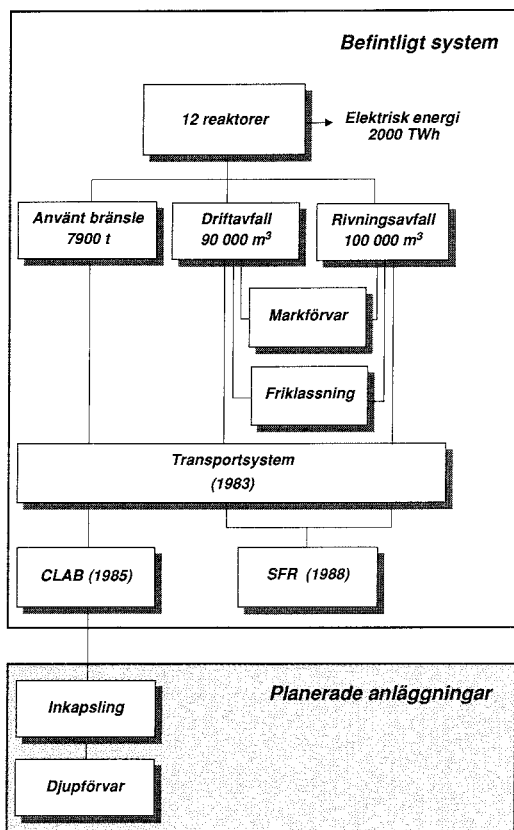 Befintligt system
12 reaktorer
Elektrisk energi
2000 TWh
Använt bränsle
7900 t
Driftavfall
90 000 m³
Rivningsavfall
100 000 m³
Markförvar
Friklassning
Transportsystem
(1983)
CLAB (1985)
SFR (1988)
Planerade anläggningar
Inkapsling
Djupförvar